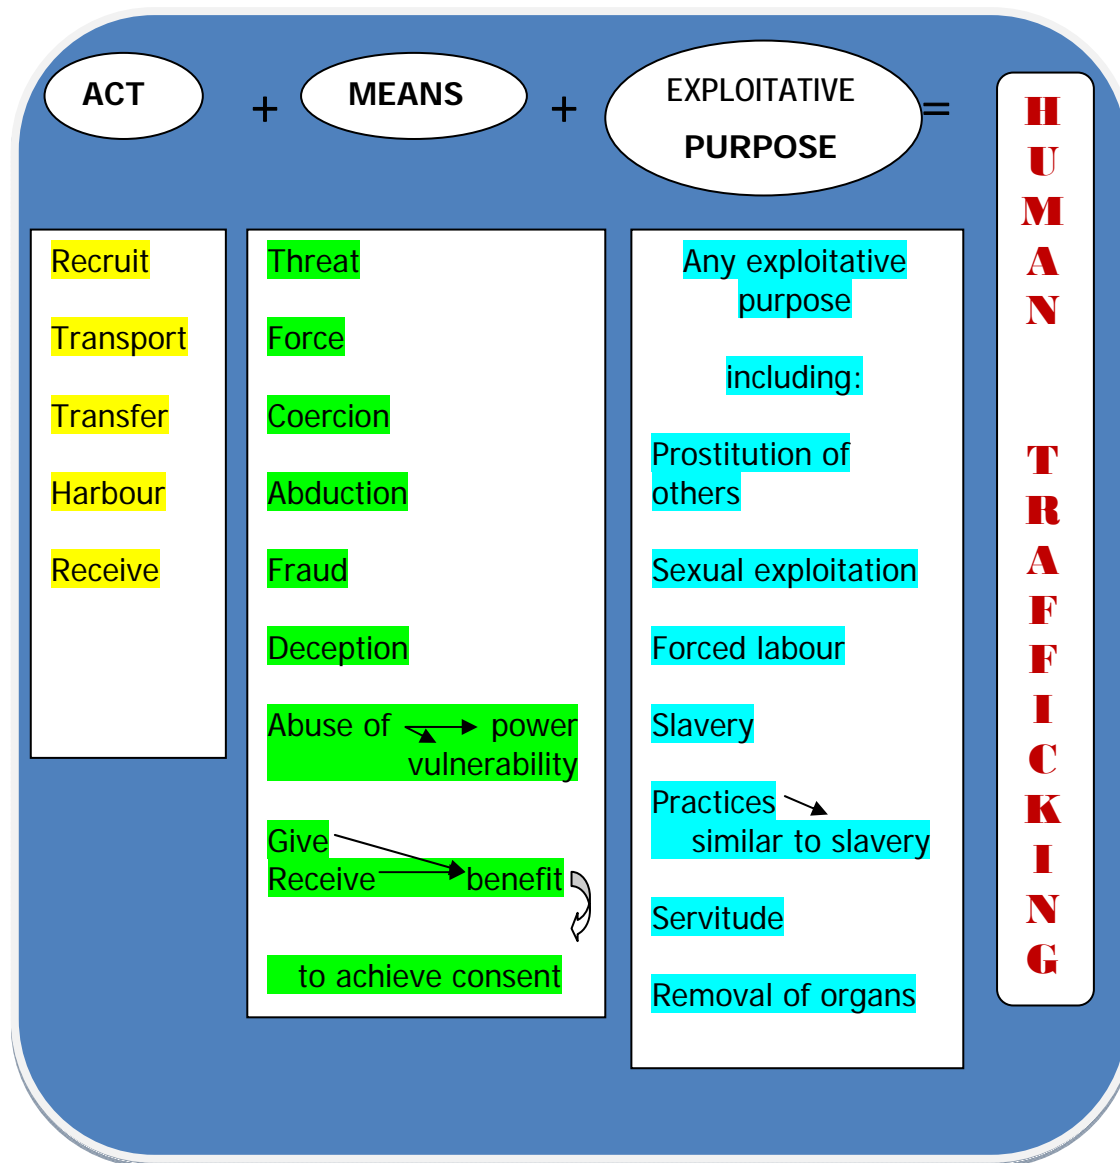 ACT
+
MEANS
+
EXPLOITATIVE
PURPOSE
=
Recruit
Transport
Transfer
Harbour
Receive
Threat
Force
Coercion
Abduction
Fraud
Deception
Abuse of power
vulnerability
Give
Receive benefit
to achieve consent
Any exploitative
purpose
including:
Prostitution of
others
Sexual exploitation
Forced labour
Slavery
Practices
similar to slavery
Servitude
Removal of organs
HUMAN TRAFFICKING